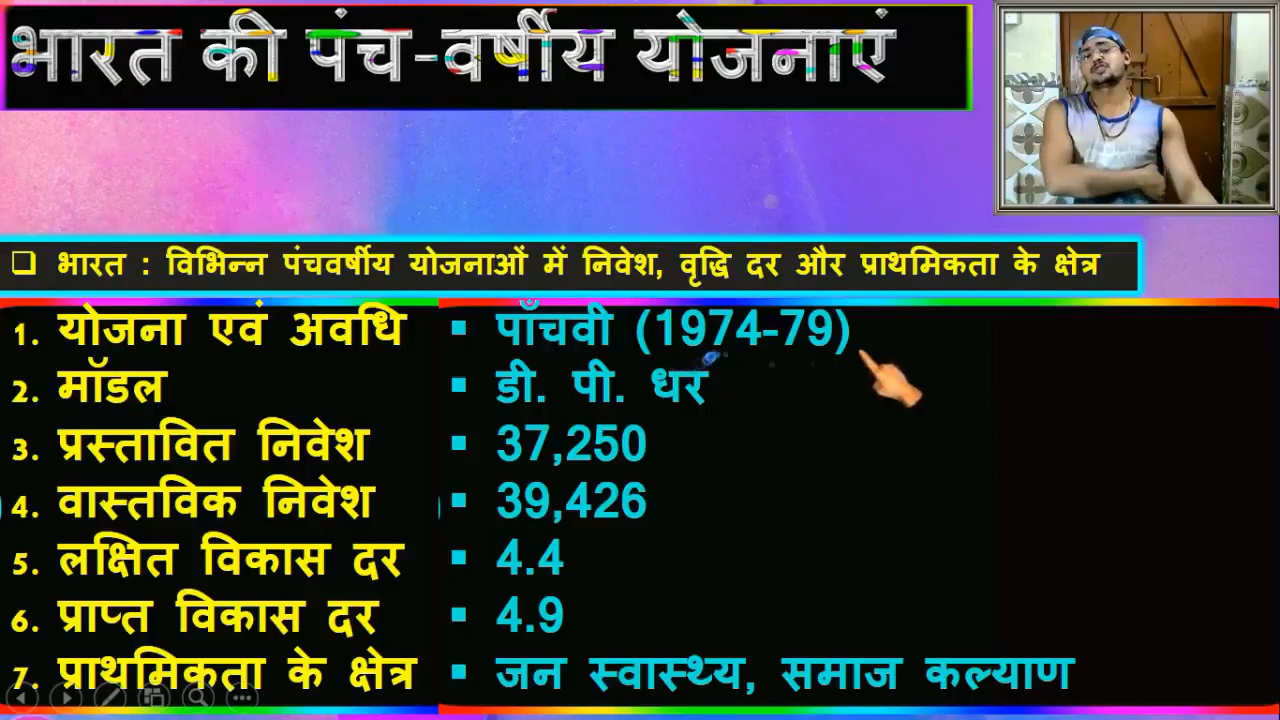 भारत की पंच-वर्षीय योजनाएं
❑ भारत : विभिन्न पंचवर्षीय योजनाओं में निवेश, वृद्धि दर और प्राथमिकता के क्षेत्र
1. योजना एवं अवधि ▪ पाँचवी (1974-79)
2. मॉडल ▪ डी. पी. धर
3. प्रस्तावित निवेश ▪ 37,250
4. वास्तविक निवेश ▪ 39,426
5. लक्षित विकास दर ▪ 4.4
6. प्राप्त विकास दर ▪ 4.9
7. प्राथमिकता के क्षेत्र ▪ जन स्वास्थ्य, समाज कल्याण